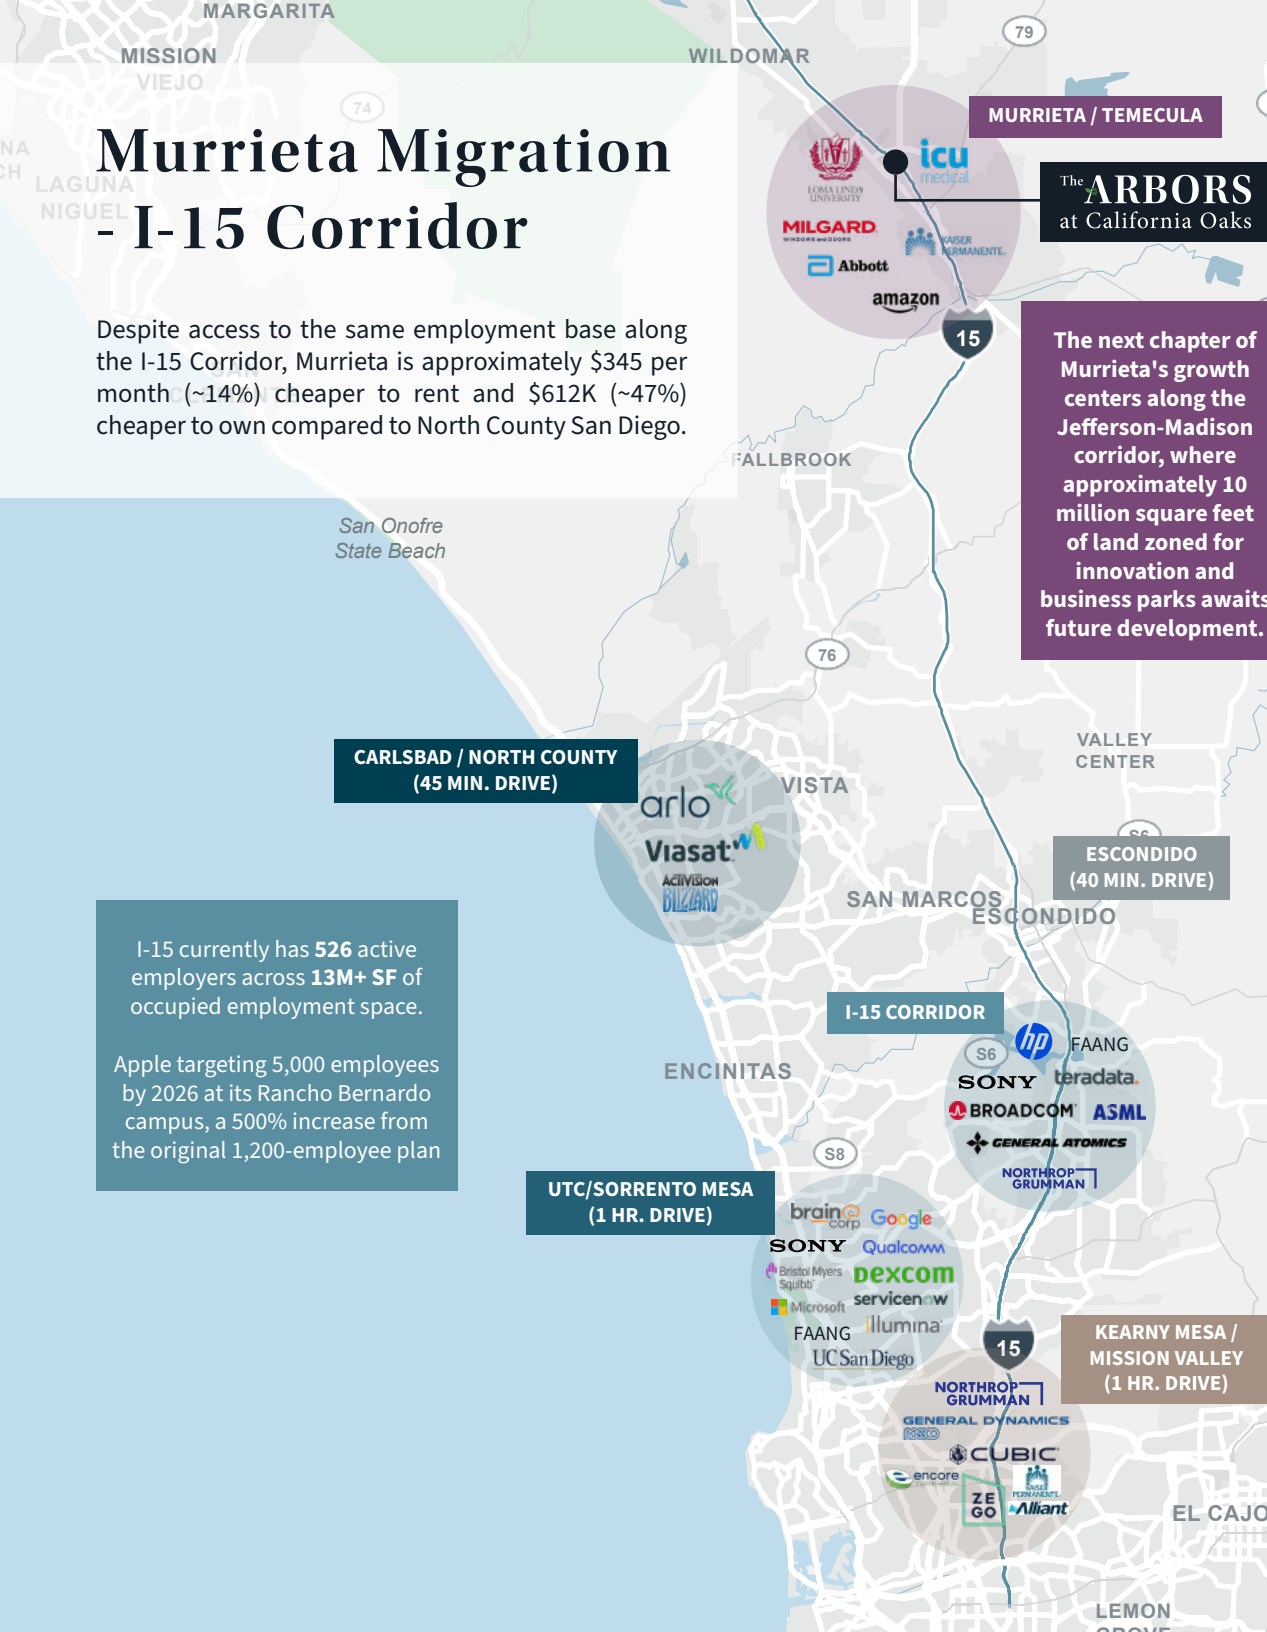 MARGARITA
MISSION
VIEJO
WILDOMAR
79
74
LAGUNA
NIGUEL
Murrieta Migration
- I-15 Corridor
MURRIETA / TEMECULA
LOMA LINDA
UNIVERSITY
icu
medical
The ARBORS
at California Oaks
MILGARD
WINDOWS and DOORS
KAISER
PERMANENTE
Abbott
amazon
15
Despite access to the same employment base along
the I-15 Corridor, Murrieta is approximately $345 per
month (~14%) cheaper to rent and $612K (~47%)
cheaper to own compared to North County San Diego.
The next chapter of
Murrieta's growth
centers along the
Jefferson-Madison
corridor, where
approximately 10
million square feet
of land zoned for
innovation and
business parks awaits
future development.
FALLBROOK
San Onofre
State Beach
76
VALLEY
CENTER
CARLSBAD / NORTH COUNTY
(45 MIN. DRIVE)
VISTA
arlo
Viasat
ACTIVISION
BLIZZARD
S6
ESCONDIDO
(40 MIN. DRIVE)
SAN MARCOS
ESCONDIDO
I-15 currently has 526 active
employers across 13M+ SF of
occupied employment space.
Apple targeting 5,000 employees
by 2026 at its Rancho Bernardo
campus, a 500% increase from
the original 1,200-employee plan
I-15 CORRIDOR
S6
hp
FAANG
SONY
teradata.
BROADCOM
ASML
GENERAL ATOMICS
NORTHROP
GRUMMAN
ENCINITAS
S8
UTC/SORRENTO MESA
(1 HR. DRIVE)
brain
corp
Google
SONY
Qualcomm
Bristol Myers
Squibb
Dexcom
Microsoft
servicenow
FAANG
illumina
UC San Diego
15
KEARNY MESA /
MISSION VALLEY
(1 HR. DRIVE)
NORTHROP
GRUMMAN
GENERAL DYNAMICS
CUBIC
encore
KAISER
PERMANENTE
ZE
GO
Alliant
EL CAJO
LEMON
GROVE